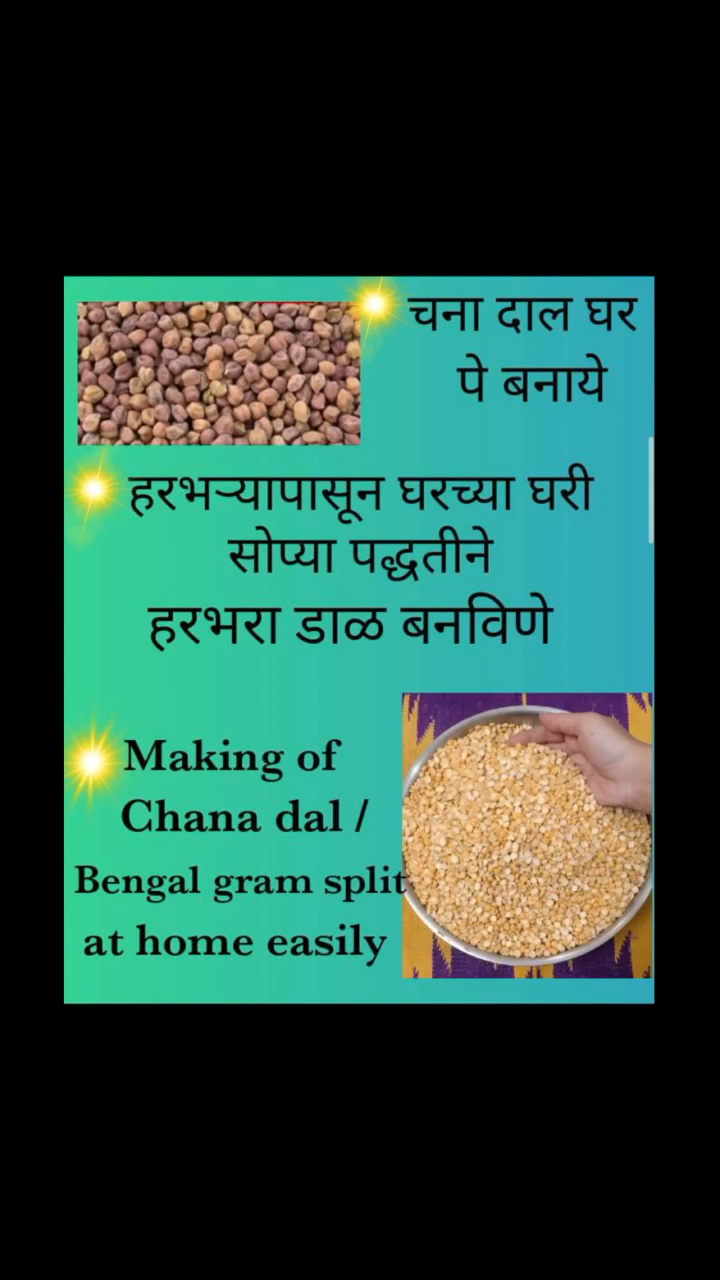 चना दाल घर
पे बनाये
हरभऱ्यापासून घरच्या घरी
सोप्या पद्धतीने
हरभरा डाळ बनविणे
Making of
Chana dal /
Bengal gram split
at home easily